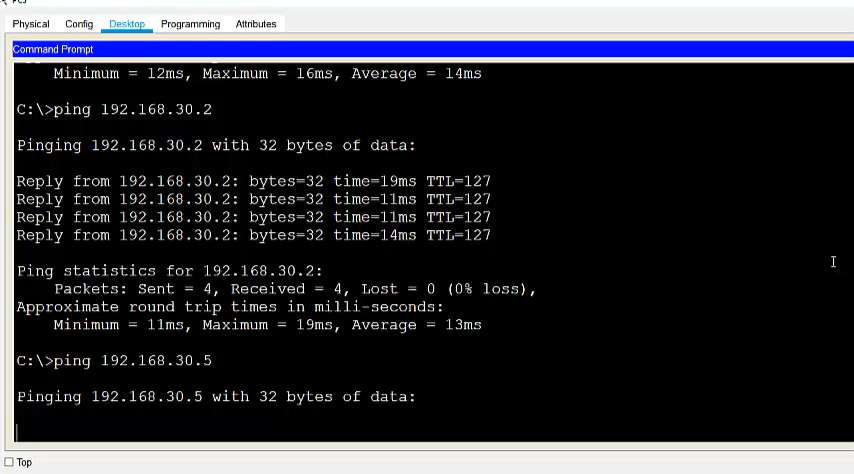 Physical Config Desktop Programming Attributes
Command Prompt
Minimum = 12ms, Maximum = 16ms, Average = 14ms
C:\>ping 192.168.30.2
Pinging 192.168.30.2 with 32 bytes of data:
Reply from 192.168.30.2: bytes=32 time=19ms TTL=127
Reply from 192.168.30.2: bytes=32 time=11ms TTL=127
Reply from 192.168.30.2: bytes=32 time=11ms TTL=127
Reply from 192.168.30.2: bytes=32 time=14ms TTL=127
Ping statistics for 192.168.30.2:
Packets: Sent = 4, Received = 4, Lost = 0 (0% loss),
Approximate round trip times in milli-seconds:
Minimum = 11ms, Maximum = 19ms, Average = 13ms
C:\>ping 192.168.30.5
Pinging 192.168.30.5 with 32 bytes of data:
Top